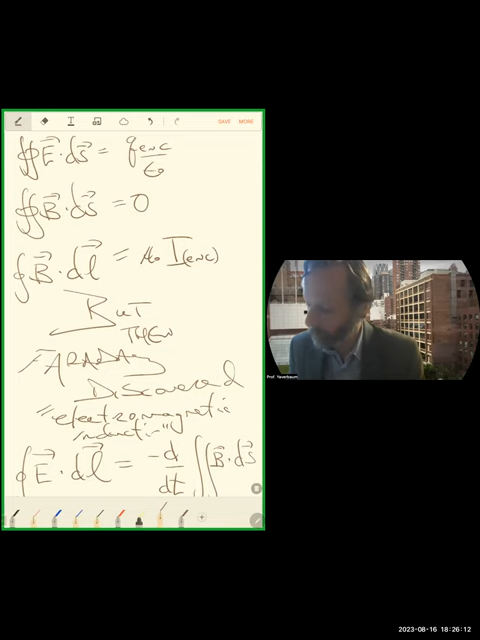 SAVE MORE
∯E⃗·ds⃗ = q enc/ε₀
∯B⃗·ds⃗ = 0
∮B⃗·dl⃗ = μ₀ I(enc)
BUT
THEN
FARADAY
Discovered
"electromagnetic
induction"
∮E⃗·dl⃗ = -d/dt ∬B⃗·ds⃗
Prof. Yaverbaum
2023-08-16 18:26:12